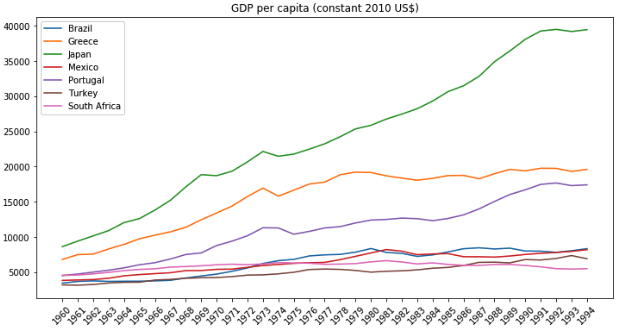 GDP per capita (constant 2010 US$)
40000
35000
30000
25000
20000
15000
10000
5000
Brazil
Greece
Japan
Mexico
Portugal
Turkey
South Africa
1960 1961 1962 1963 1964 1965 1966 1967 1968 1969 1970 1971 1972 1973 1974 1975 1976 1977 1978 1979 1980 1981 1982 1983 1984 1985 1986 1987 1988 1989 1990 1991 1992 1993 1994